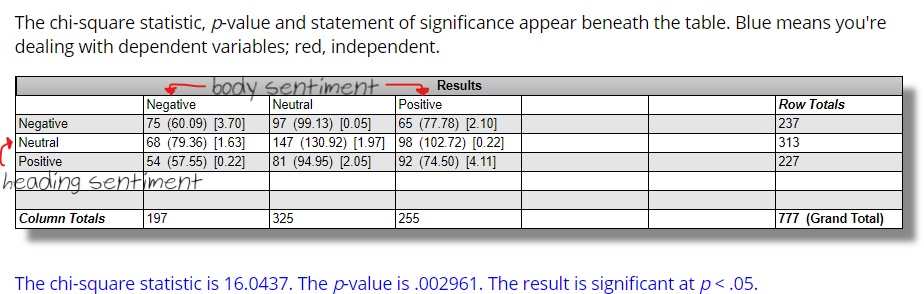 The chi-square statistic, p-value and statement of significance appear beneath the table. Blue means you're
dealing with dependent variables; red, independent.
body sentiment
Results
Negative Neutral Positive Row Totals
Negative 75 (60.09) [3.70] 97 (99.13) [0.05] 65 (77.78) [2.10] 237
Neutral 68 (79.36) [1.63] 147 (130.92) [1.97] 98 (102.72) [0.22] 313
Positive 54 (57.55) [0.22] 81 (94.95) [2.05] 92 (74.50) [4.11] 227
heading sentiment
Column Totals 197 325 255 777 (Grand Total)
The chi-square statistic is 16.0437. The p-value is .002961. The result is significant at p < .05.